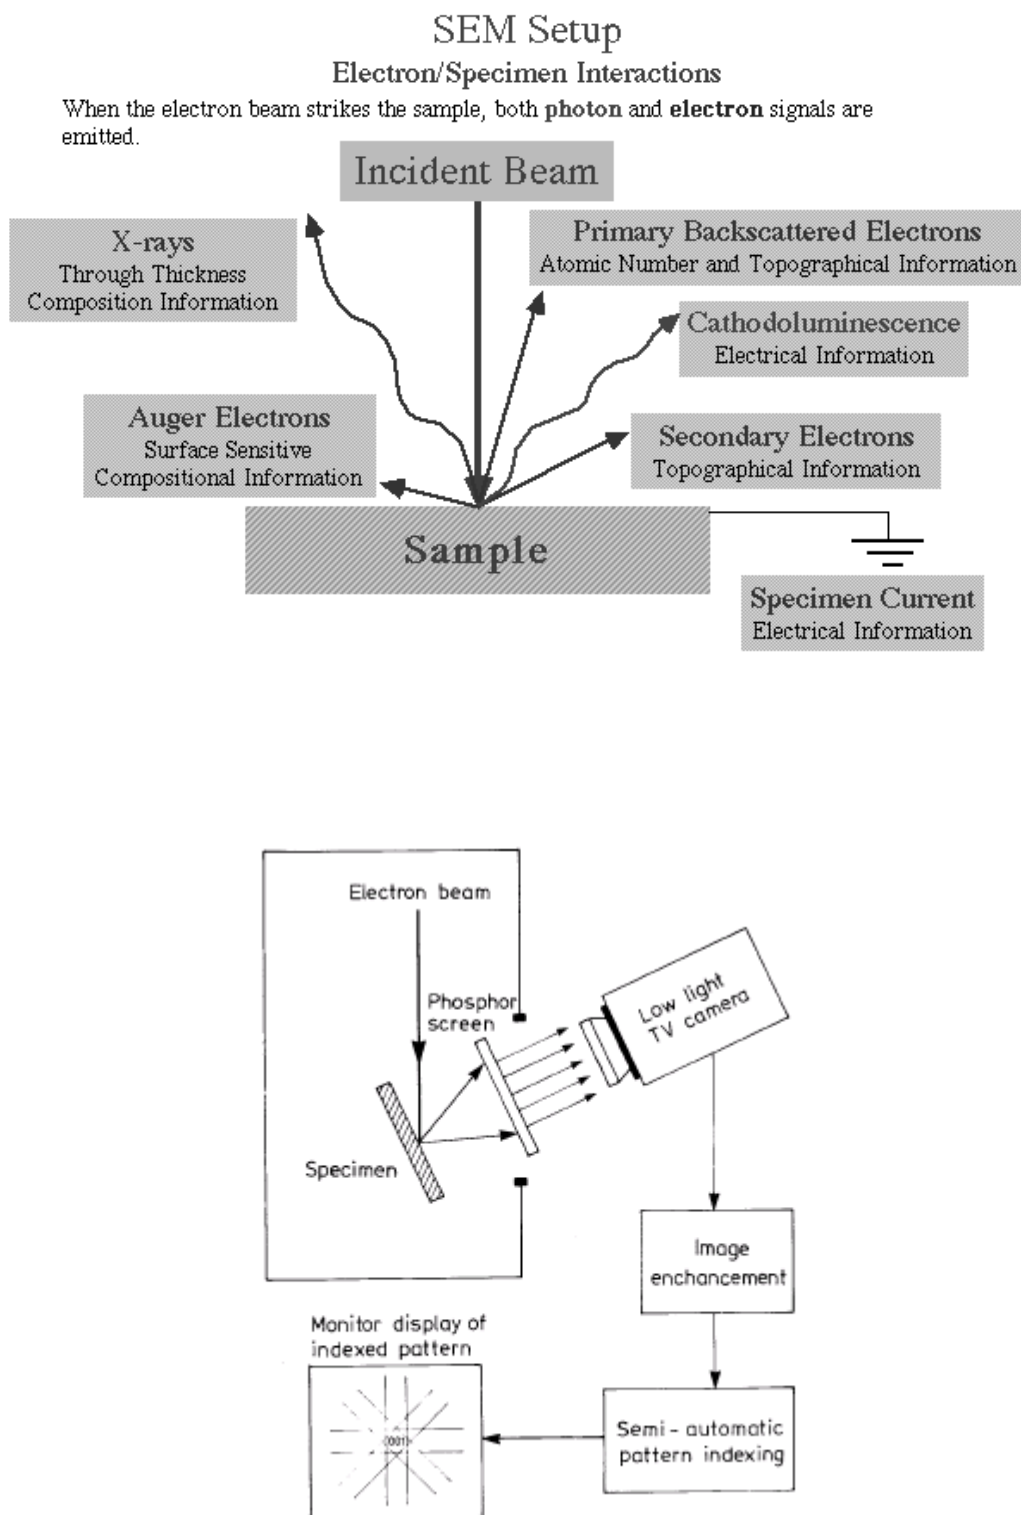 SEM Setup
Electron/Specimen Interactions
When the electron beam strikes the sample, both photon and electron signals are
emitted.
Incident Beam
X-rays
Through Thickness
Composition Information
Primary Backscattered Electrons
Atomic Number and Topographical Information
Cathodoluminescence
Electrical Information
Auger Electrons
Surface Sensitive
Compositional Information
Secondary Electrons
Topographical Information
Sample
Specimen Current
Electrical Information
Electron beam
Phosphor
screen
Low light
TV camera
Specimen
Image
enchancement
Monitor display of
indexed pattern
(001)
Semi-automatic
pattern indexing